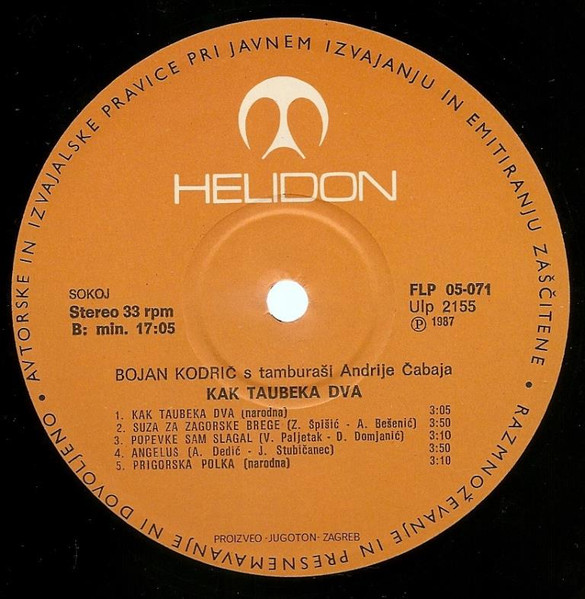 AVTORSKE IN IZVAJALSKE PRAVICE PRI JAVNEM IZVAJANJU IN EMITIRANJU ZAŠČITENE • RAZMNOŽEVANJE IN PRESNEMAVANJE NI DOVOLJENO •
HELIDON
SOKOJ
Stereo 33 rpm
B: min. 17:05
FLP 05-071
Ulp 2155
Ⓟ 1987
BOJAN KODRIČ s tamburaši Andrije Čabaja
KAK TAUBEKA DVA
1. KAK TAUBEKA DVA (narodna) 3:05
2. SUZA ZA ZAGORSKE BREGE (Z. Špišić - A. Bešenić) 3:50
3. POPEVKE SAM SLAGAL (V. Paljetak - D. Domjanić) 3:10
4. ANGELUS (A. Dedić - J. Stubičanec) 3:50
5. PRIGORSKA POLKA (narodna) 3:10
PROIZVEO -JUGOTON- ZAGREB